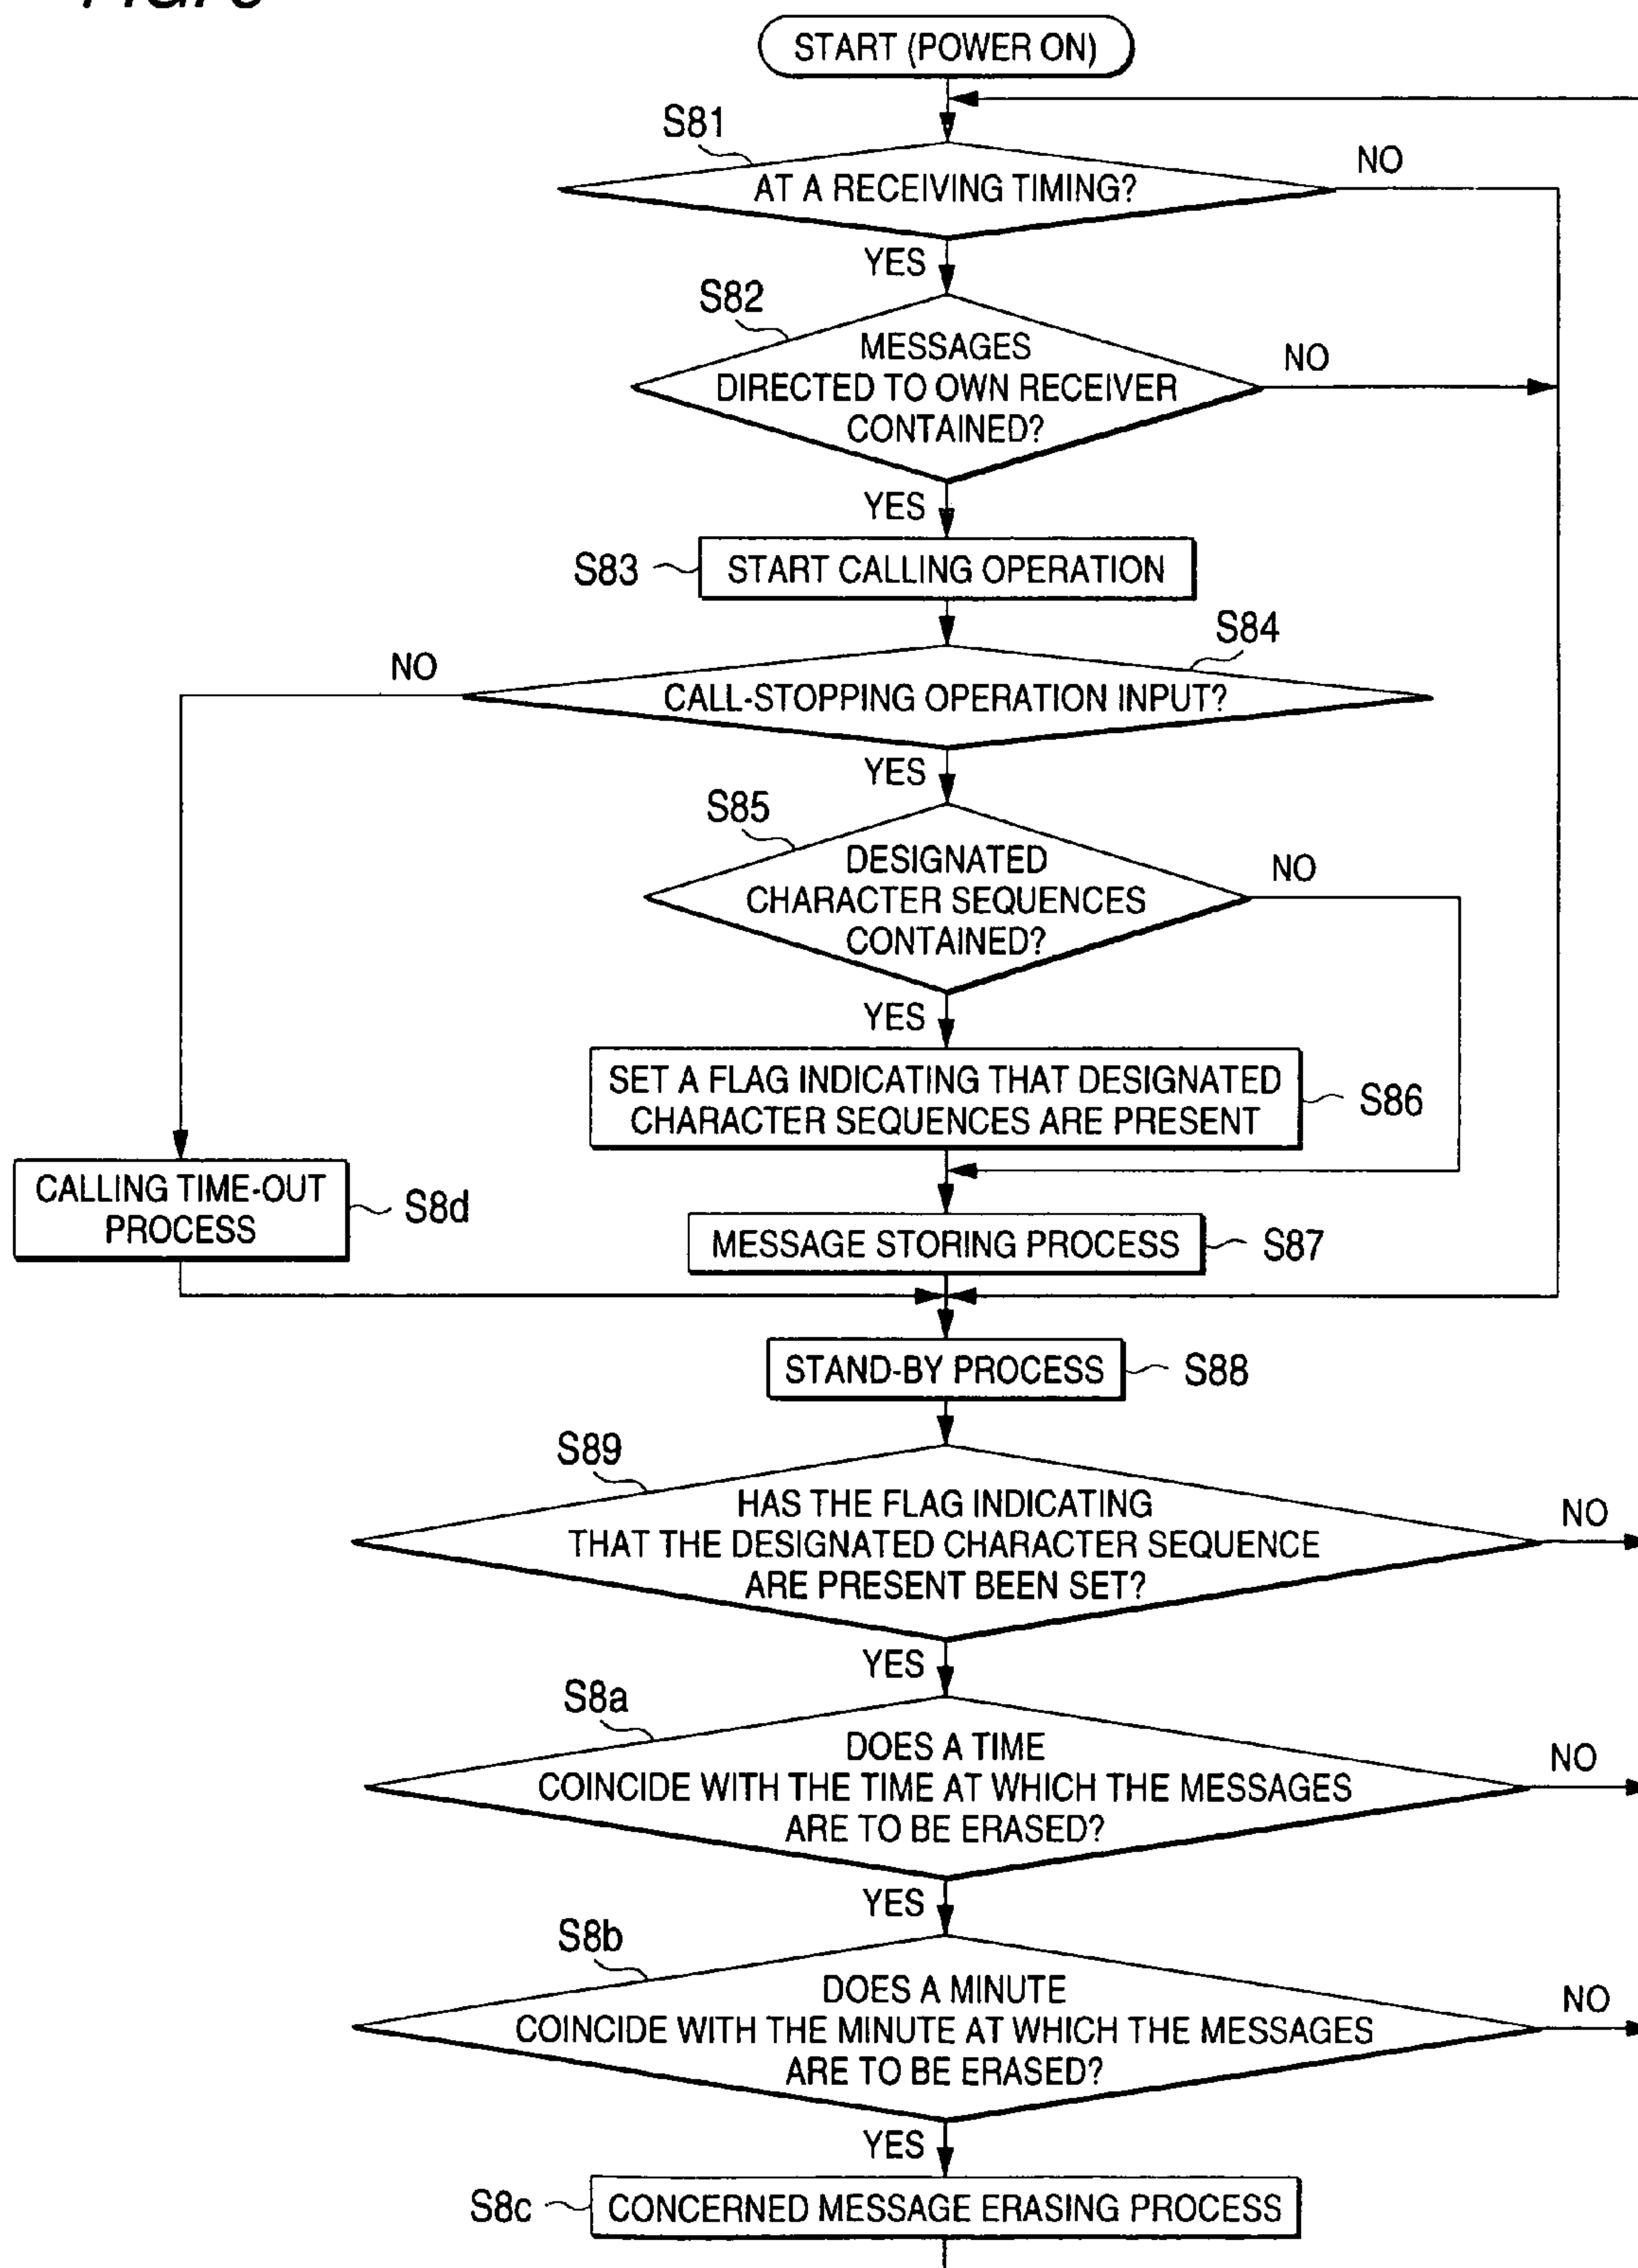 START (POWER ON)
S81
AT A RECEIVING TIMING?
NO
YES
S82
MESSAGES
DIRECTED TO OWN RECEIVER
CONTAINED?
NO
YES
S83
START CALLING OPERATION
S84
NO
CALL-STOPPING OPERATION INPUT?
YES
S85
DESIGNATED
CHARACTER SEQUENCES
CONTAINED?
NO
YES
SET A FLAG INDICATING THAT DESIGNATED
CHARACTER SEQUENCES ARE PRESENT
S86
CALLING TIME-OUT
PROCESS
S8d
MESSAGE STORING PROCESS
S87
STAND-BY PROCESS
S88
S89
HAS THE FLAG INDICATING
THAT THE DESIGNATED CHARACTER SEQUENCE
ARE PRESENT BEEN SET?
NO
YES
S8a
DOES A TIME
COINCIDE WITH THE TIME AT WHICH THE MESSAGES
ARE TO BE ERASED?
NO
YES
S8b
DOES A MINUTE
COINCIDE WITH THE MINUTE AT WHICH THE MESSAGES
ARE TO BE ERASED?
NO
YES
S8c
CONCERNED MESSAGE ERASING PROCESS